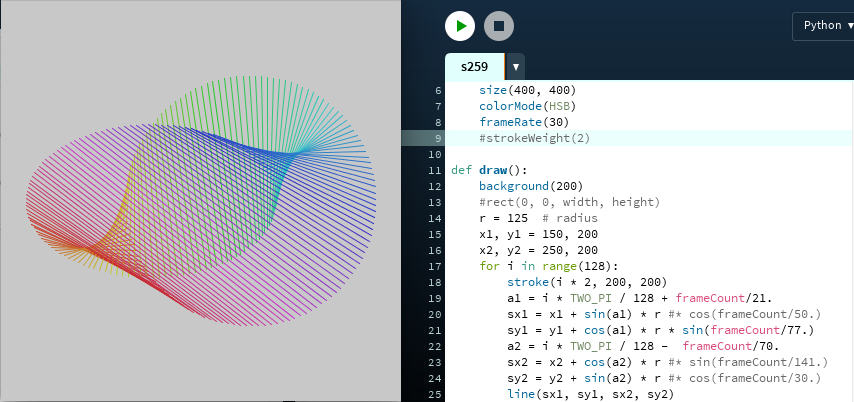 Python ▾
s259 ▾
6 size(400, 400)
7 colorMode(HSB)
8 frameRate(30)
9 #strokeWeight(2)
10
11 def draw():
12 background(200)
13 #rect(0, 0, width, height)
14 r = 125  # radius
15 x1, y1 = 150, 200
16 x2, y2 = 250, 200
17 for i in range(128):
18 stroke(i * 2, 200, 200)
19 a1 = i * TWO_PI / 128 + frameCount/21.
20 sx1 = x1 + sin(a1) * r #* cos(frameCount/50.)
21 sy1 = y1 + cos(a1) * r * sin(frameCount/77.)
22 a2 = i * TWO_PI / 128 -  frameCount/70.
23 sx2 = x2 + cos(a2) * r #* sin(frameCount/141.)
24 sy2 = y2 + sin(a2) * r #* cos(frameCount/30.)
25 line(sx1, sy1, sx2, sy2)